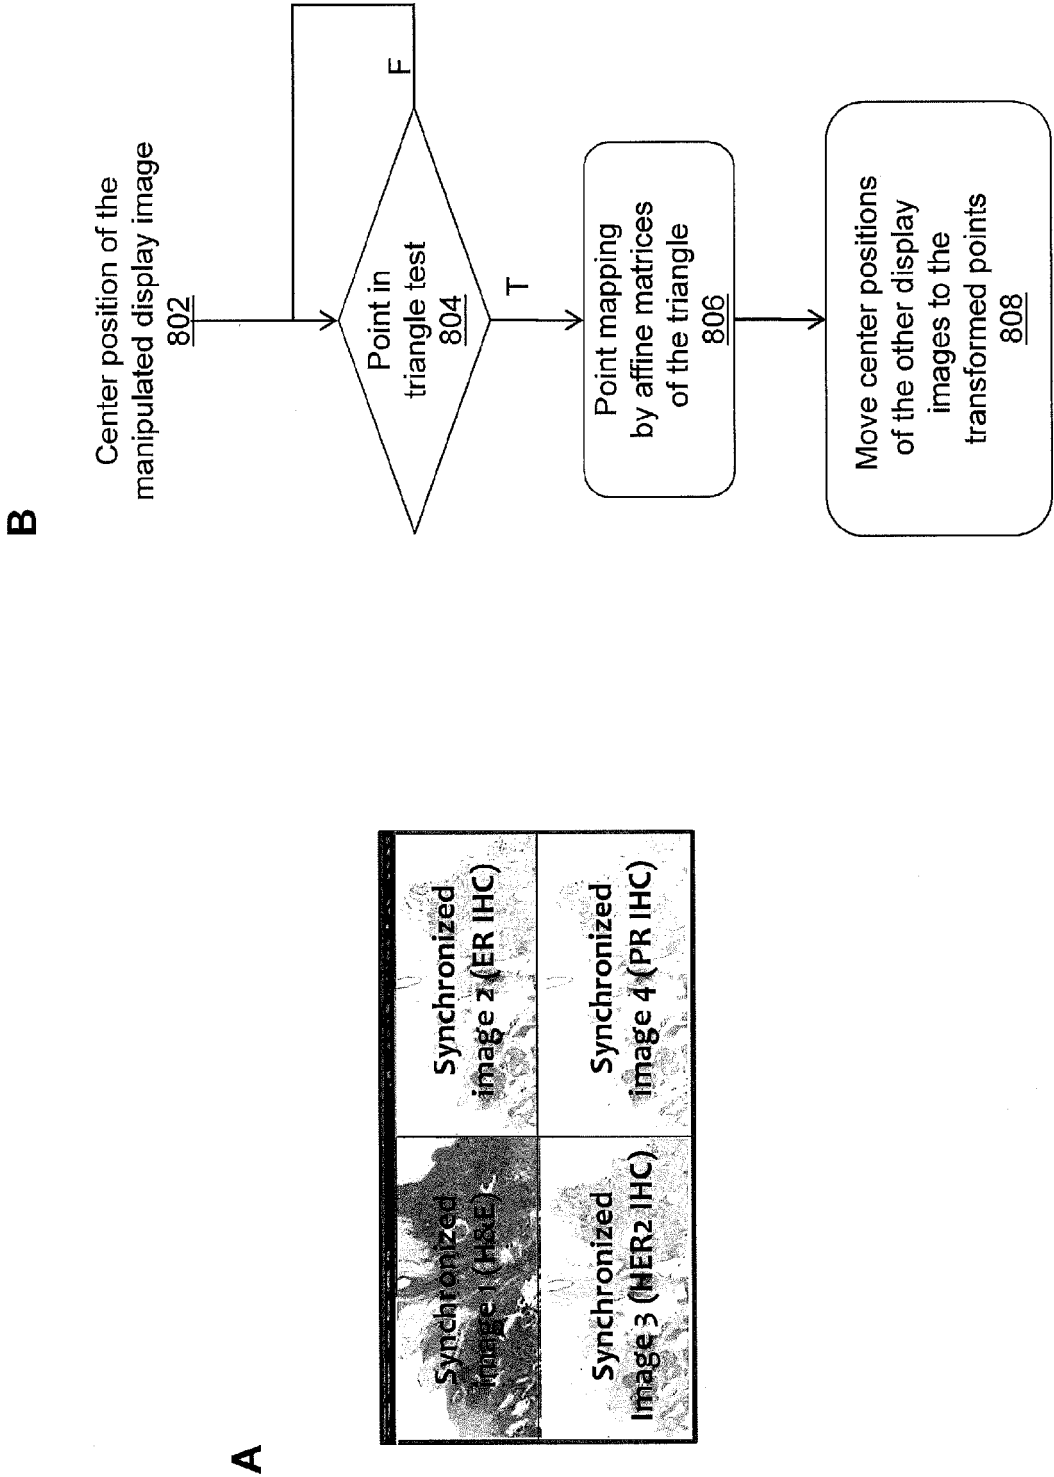 A
Synchronized
image 1 (H&E)
Synchronized
image 2 (ER IHC)
Synchronized
Image 3 (HER2 IHC)
Synchronized
image 4 (PR IHC)
B
Center position of the
manipulated display image
802
Point in
triangle test
804
F
T
Point mapping
by affine matrices
of the triangle
806
Move center positions
of the other display
images to the
transformed points
808